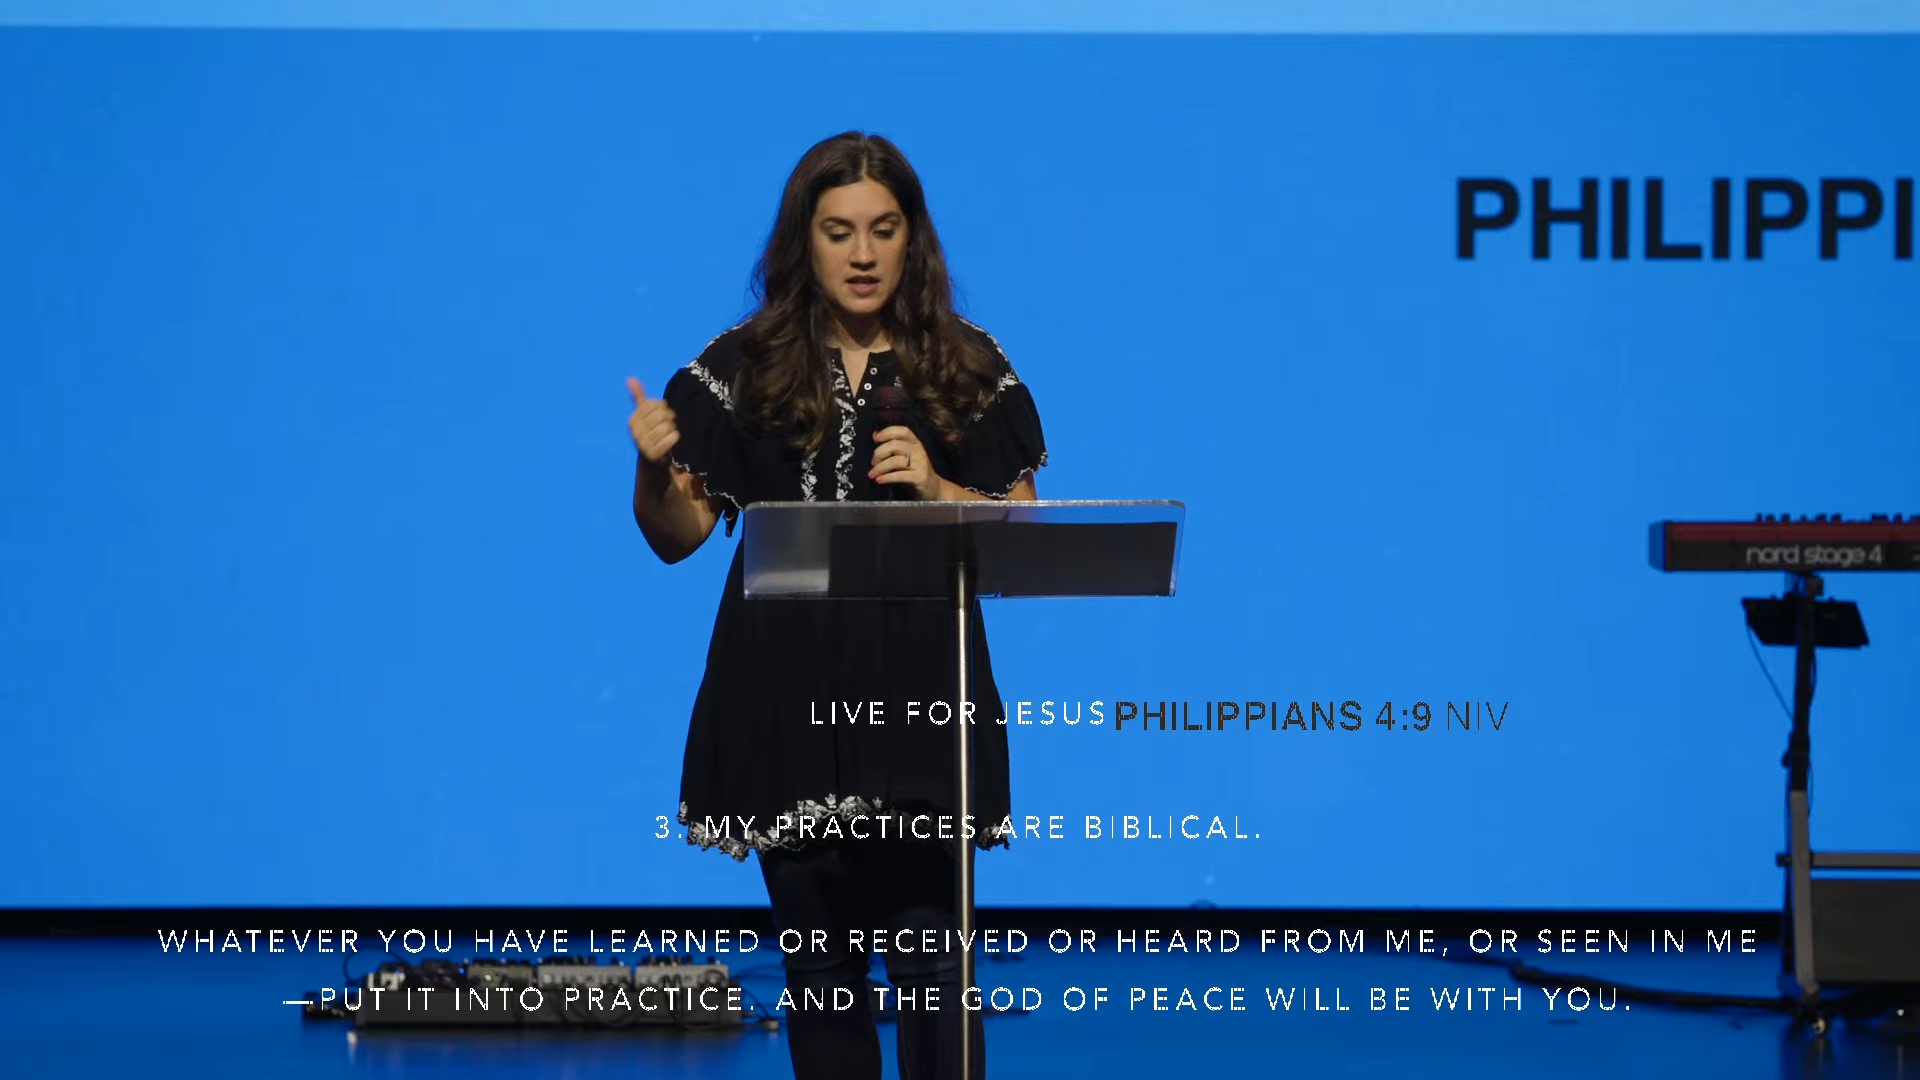 PHILIPPI
nord stage 4
LIVE FOR JESUS PHILIPPIANS 4:9 NIV
3. MY PRACTICES ARE BIBLICAL.
WHATEVER YOU HAVE LEARNED OR RECEIVED OR HEARD FROM ME, OR SEEN IN ME
—PUT IT INTO PRACTICE. AND THE GOD OF PEACE WILL BE WITH YOU.